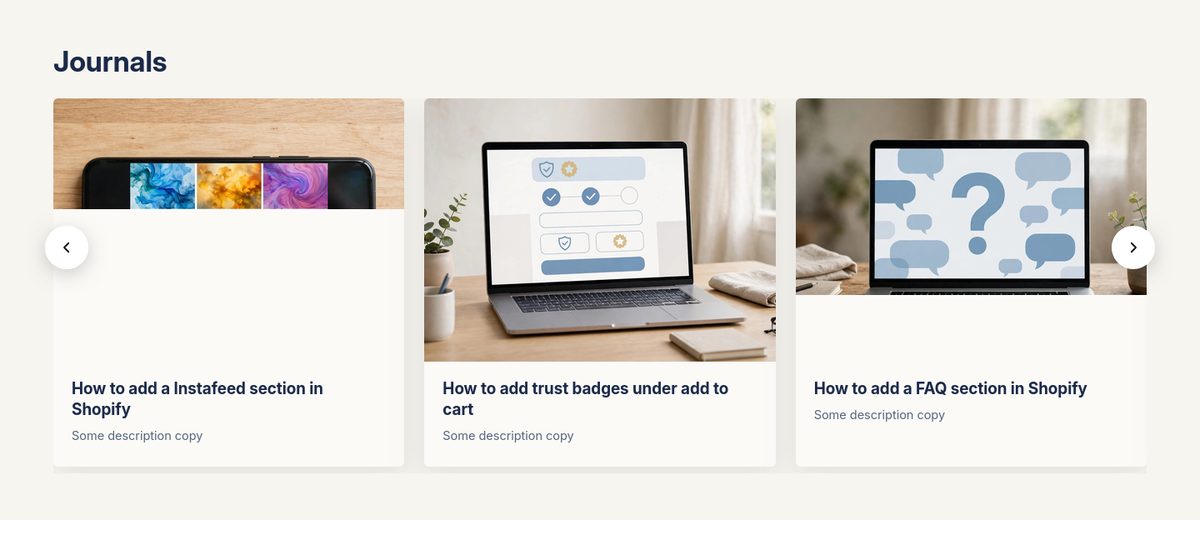 Journals
How to add a Instafeed section in
Shopify
Some description copy
How to add trust badges under add to
cart
Some description copy
How to add a FAQ section in Shopify
Some description copy
?